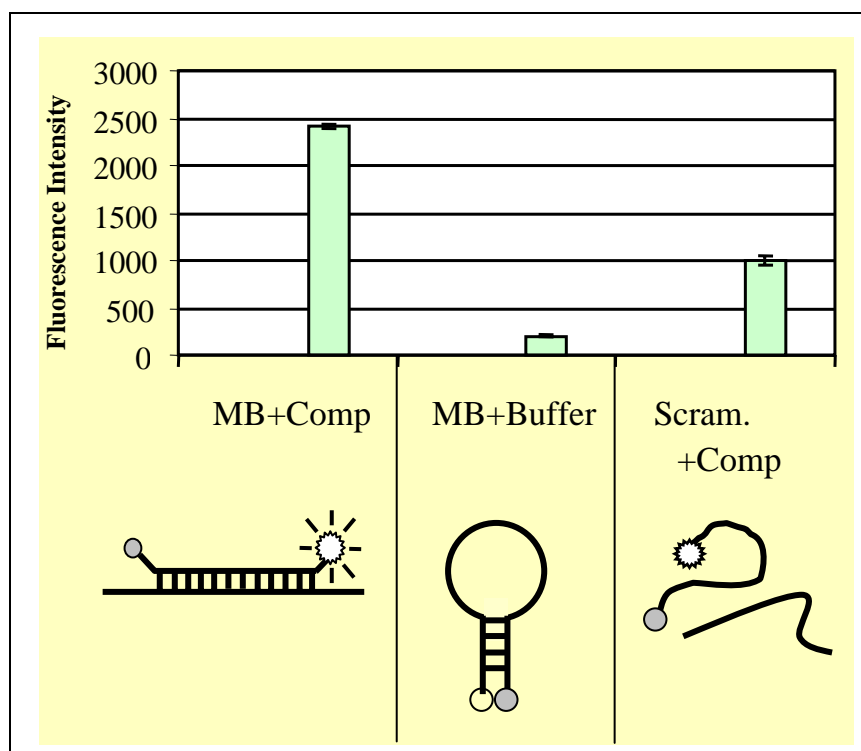 Fluorescence Intensity
3000
2500
2000
1500
1000
500
0
MB+Comp
MB+Buffer
Scram.
+Comp